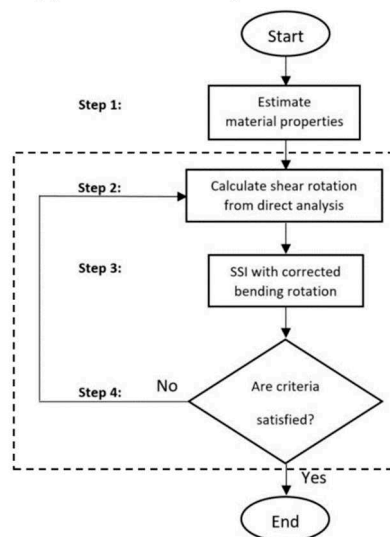 Start
Step 1:
Estimate
material properties
Step 2:
Calculate shear rotation
from direct analysis
Step 3:
SSI with corrected
bending rotation
Step 4:
No
Are criteria
satisfied?
Yes
End